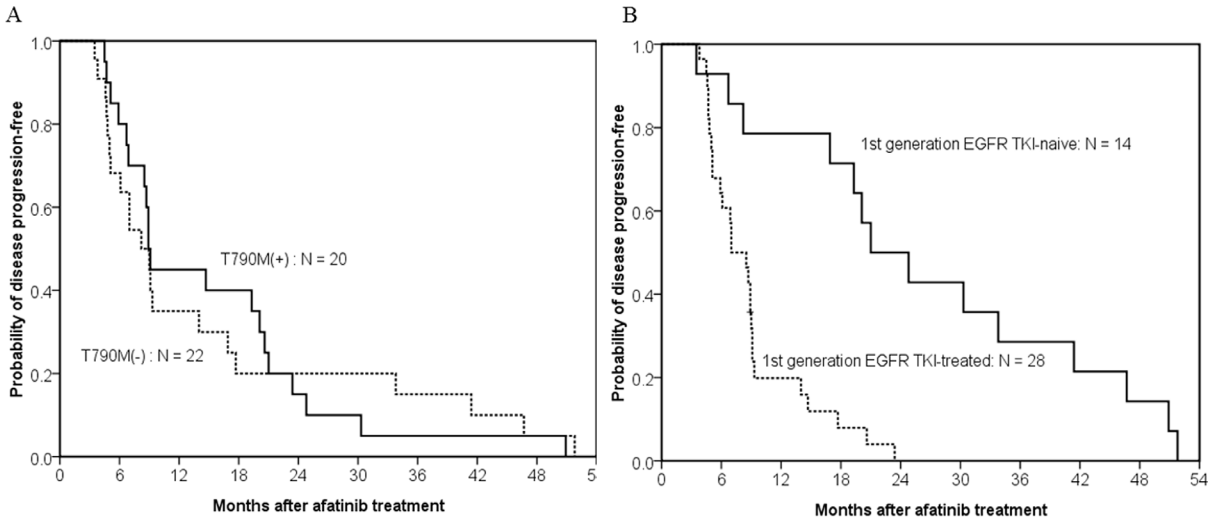 A
Probability of disease progression-free
1.0
0.8
0.6
0.4
0.2
0.0
T790M(+) : N = 20
T790M(-) : N = 22
0 6 12 18 24 30 36 42 48 5
Months after afatinib treatment
B
Probability of disease progression-free
1.0
0.8
0.6
0.4
0.2
0.0
1st generation EGFR TKI-naive: N = 14
1st generation EGFR TKI-treated: N = 28
0 6 12 18 24 30 36 42 48 54
Months after afatinib treatment